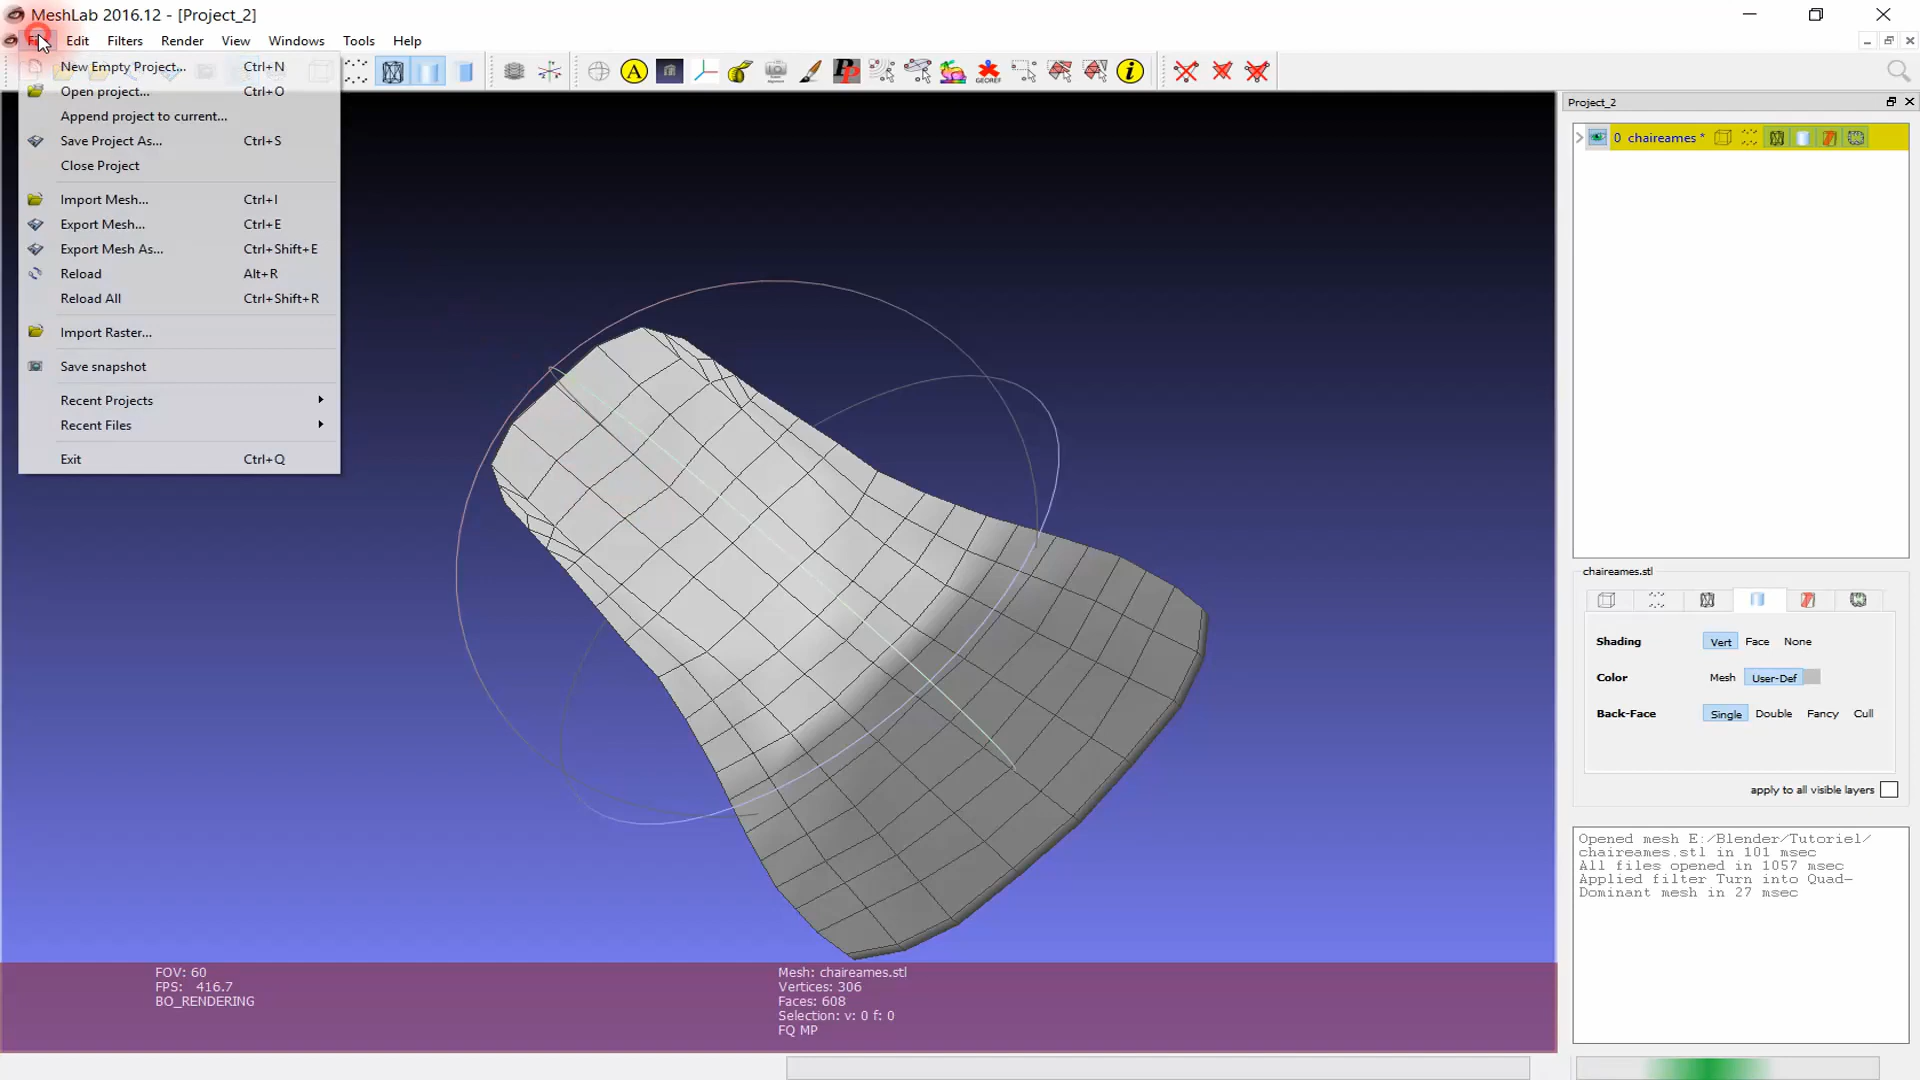 MeshLab 2016.12 - [Project_2]
Edit Filters Render View Windows Tools Help
New Empty Project... Ctrl+N
Open project... Ctrl+O
Append project to current...
Save Project As... Ctrl+S
Close Project
Import Mesh... Ctrl+I
Export Mesh... Ctrl+E
Export Mesh As... Ctrl+Shift+E
Reload Alt+R
Reload All Ctrl+Shift+R
Import Raster...
Save snapshot
Recent Projects
Recent Files
Exit Ctrl+Q
A
PP
GEOREF
i
Project_2
0 chaireames *
chaireames.stl
Shading Vert Face None
Color Mesh User-Def
Back-Face Single Double Fancy Cull
apply to all visible layers
Opened mesh E:/Blender/Tutoriel/
chaireames.stl in 101 msec
All files opened in 1057 msec
Applied filter Turn into Quad-
Dominant mesh in 27 msec
FOV: 60
FPS: 416.7
BO_RENDERING
Mesh: chaireames.stl
Vertices: 306
Faces: 608
Selection: v: 0 f: 0
FQ MP